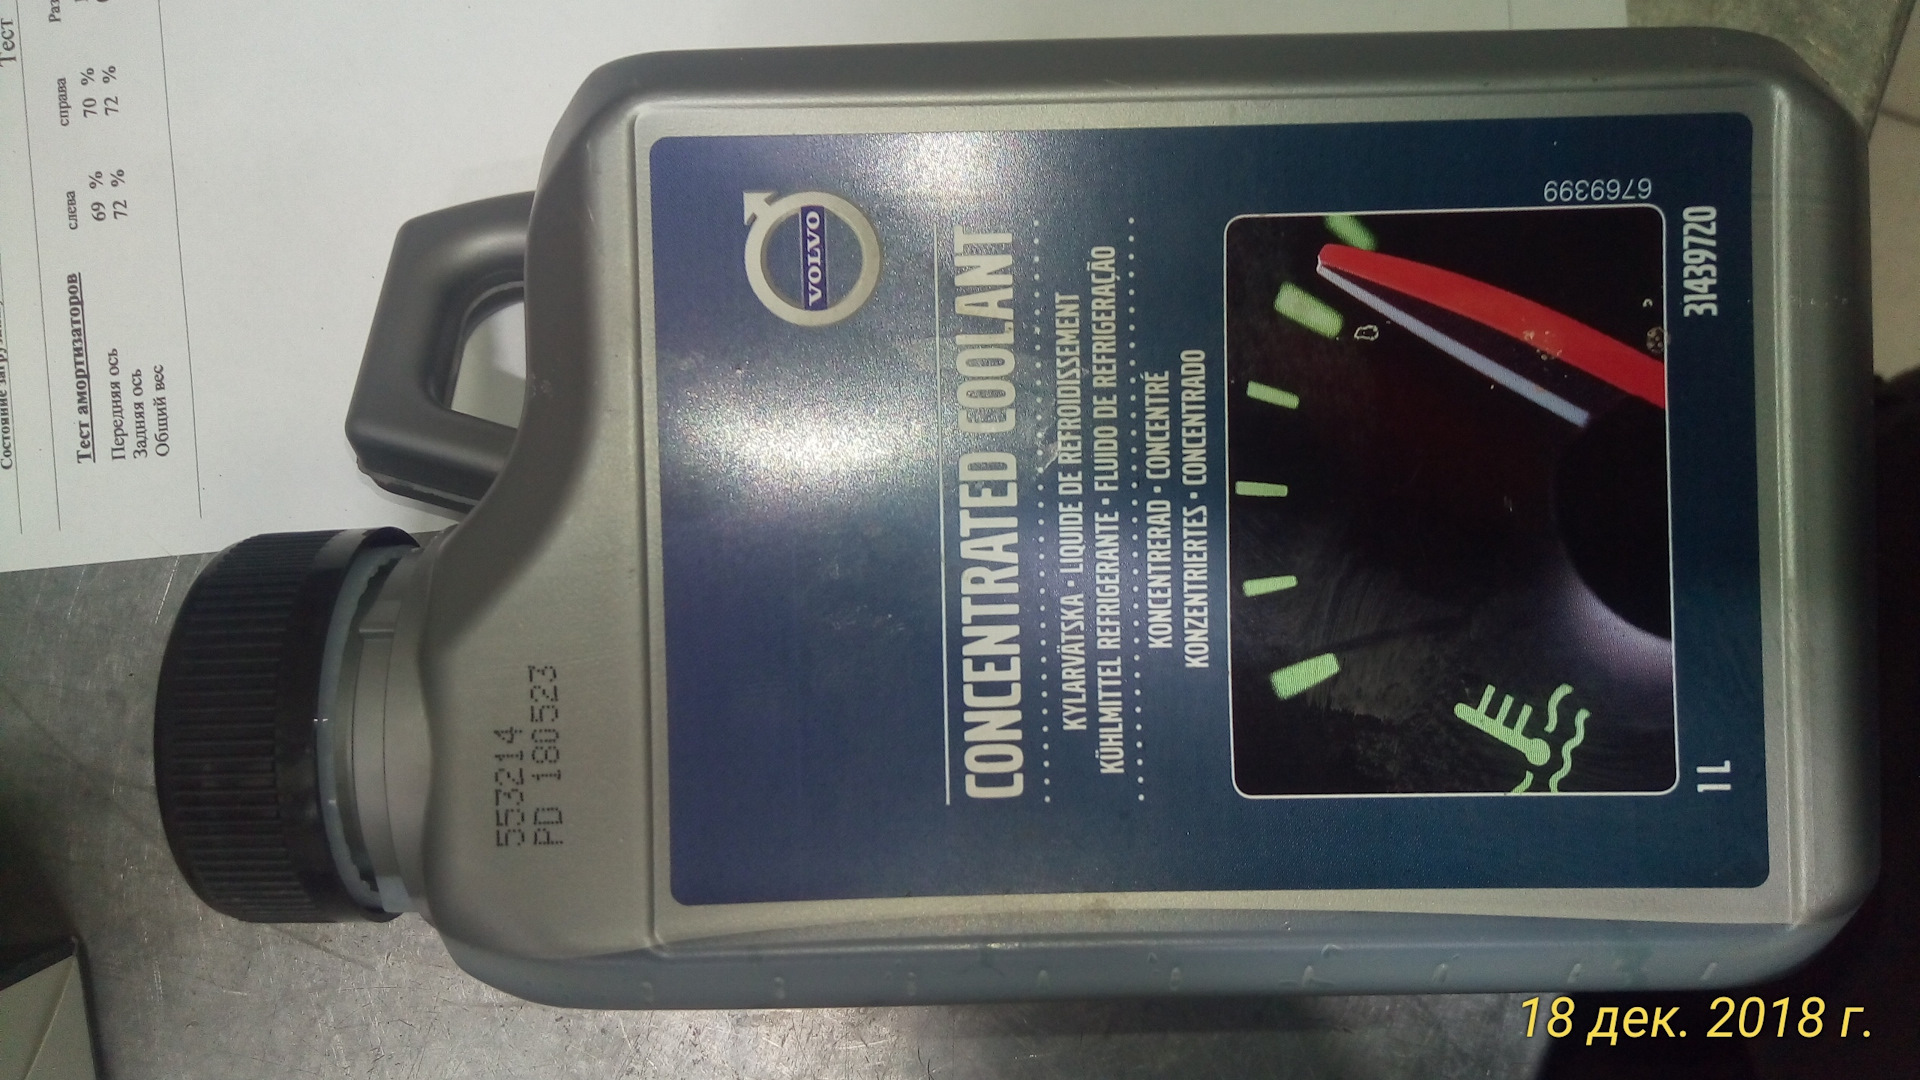 553214
PD 180523
VOLVO
CONCENTRATED COOLANT
KYLARVÄTSKA • LIQUIDE DE REFROIDISSEMENT
KÜHLMITTEL REFRIGERANTE • FLUIDO DE REFRIGERAÇÃO
KONCENTRERAD • CONCENTRÉ
KONZENTRIERTES • CONCENTRADO
6769399
1 L
31439720
Тест
слева справа
Тест амортизаторов
Передняя ось 69 % 70 %
Задняя ось 72 % 72 %
Общий вес
18 дек. 2018 г.